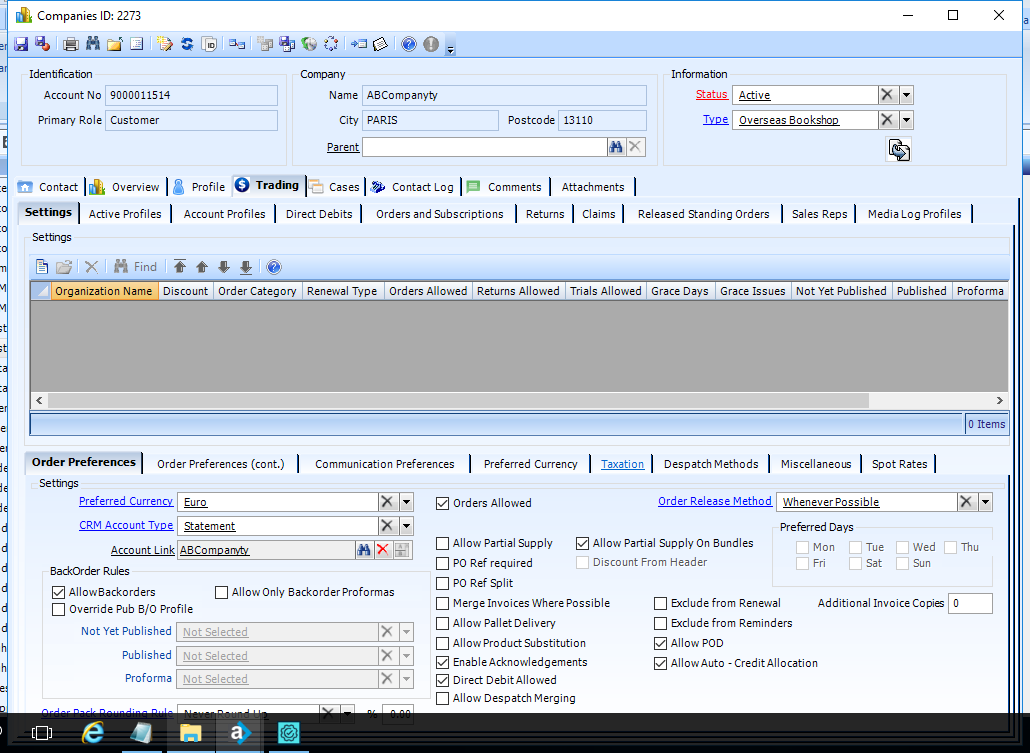 Companies ID: 2273
Identification
Account No 9000011514
Primary Role Customer
Company
Name ABCompanyty
City PARIS Postcode 13110
Parent
Information
Status Active
Type Overseas Bookshop
Contact Overview Profile Trading Cases Contact Log Comments Attachments
Settings Active Profiles Account Profiles Direct Debits Orders and Subscriptions Returns Claims Released Standing Orders Sales Reps Media Log Profiles
Settings
Find
Organization Name Discount Order Category Renewal Type Orders Allowed Returns Allowed Trials Allowed Grace Days Grace Issues Not Yet Published Published Proforma
0 Items
Order Preferences Order Preferences (cont.) Communication Preferences Preferred Currency Taxation Despatch Methods Miscellaneous Spot Rates
Settings
Preferred Currency Euro
CRM Account Type Statement
Account Link ABCompanyty
BackOrder Rules
AllowBackorders Allow Only Backorder Proformas
Override Pub B/O Profile
Not Yet Published Not Selected
Published Not Selected
Proforma Not Selected
Order Pack Rounding Rule Never Round Up % 0.00
Orders Allowed
Order Release Method Whenever Possible
Preferred Days
Mon Tue Wed Thu
Fri Sat Sun
Allow Partial Supply Allow Partial Supply On Bundles
PO Ref required Discount From Header
PO Ref Split
Merge Invoices Where Possible Exclude from Renewal Additional Invoice Copies 0
Allow Pallet Delivery Exclude from Reminders
Allow Product Substitution Allow POD
Enable Acknowledgements Allow Auto - Credit Allocation
Direct Debit Allowed
Allow Despatch Merging